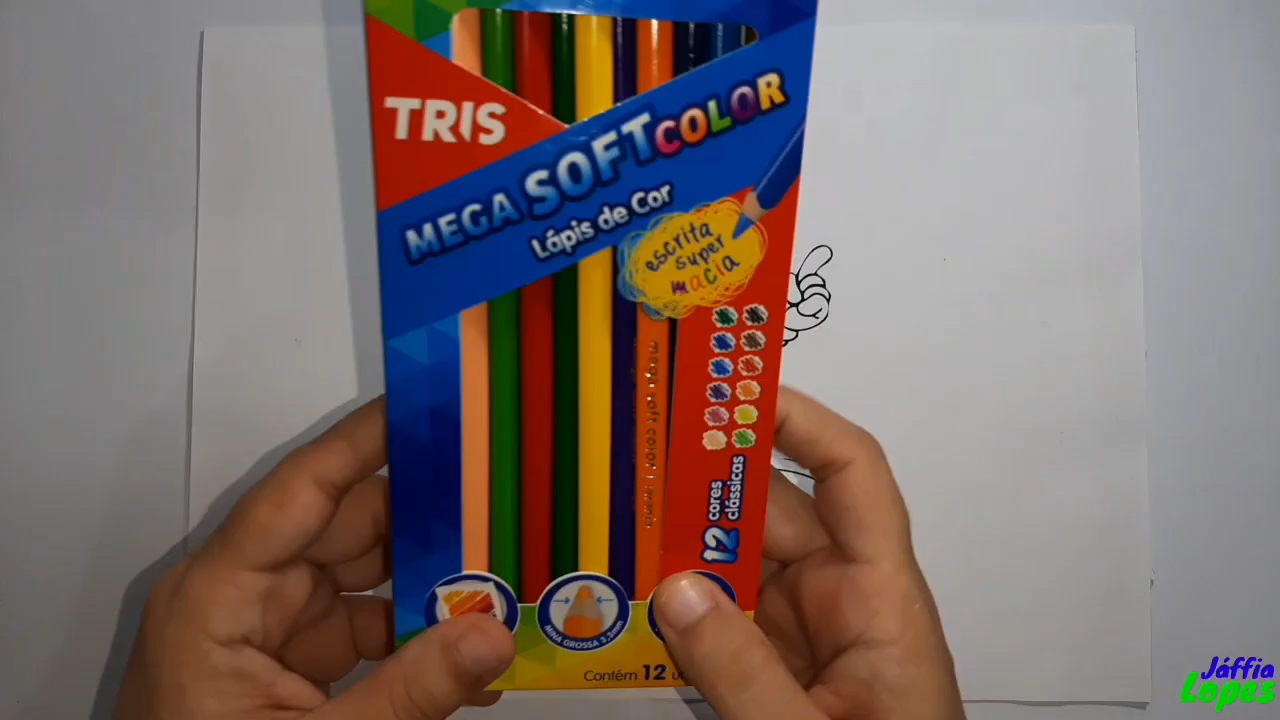 TRIS
MEGA SOFT COLOR
Lápis de Cor
escrita
super
macia
mega soft color
12 cores
clássicas
MINA GROSSA 3,3mm
Contém 12
Jáffia
Lopes